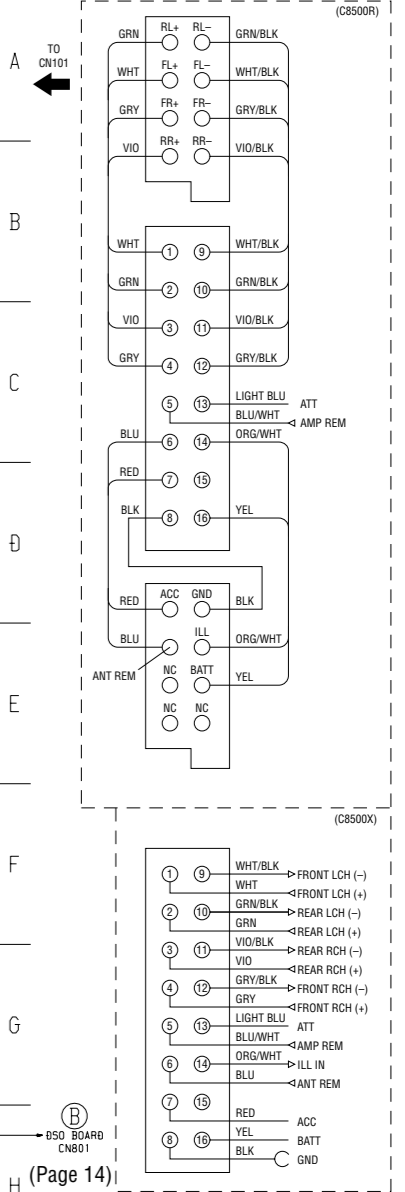 (C8500R)
RL+ RL–
GRN GRN/BLK
A TO CN101
FL+ FL–
WHT WHT/BLK
FR+ FR–
GRY GRY/BLK
RR+ RR–
VIO VIO/BLK
B
WHT 1 9 WHT/BLK
GRN 2 10 GRN/BLK
VIO 3 11 VIO/BLK
GRY 4 12 GRY/BLK
C
5 13 LIGHT BLU ATT
BLU/WHT AMP REM
BLU 6 14 ORG/WHT
RED 7 15
BLK 8 16 YEL
D
ACC GND
RED BLK
ILL
BLU ORG/WHT
ANT REM
NC BATT
YEL
E
NC NC
(C8500X)
F
1 9 WHT/BLK FRONT LCH (–)
WHT FRONT LCH (+)
2 10 GRN/BLK REAR LCH (–)
GRN REAR LCH (+)
3 11 VIO/BLK REAR RCH (–)
VIO REAR RCH (+)
4 12 GRY/BLK FRONT RCH (–)
GRY FRONT RCH (+)
G
5 13 LIGHT BLU ATT
BLU/WHT AMP REM
6 14 ORG/WHT ILL IN
BLU ANT REM
7 15
RED ACC
8 16 YEL BATT
BLK GND
B
DSO BOARD
CN801
H (Page 14)